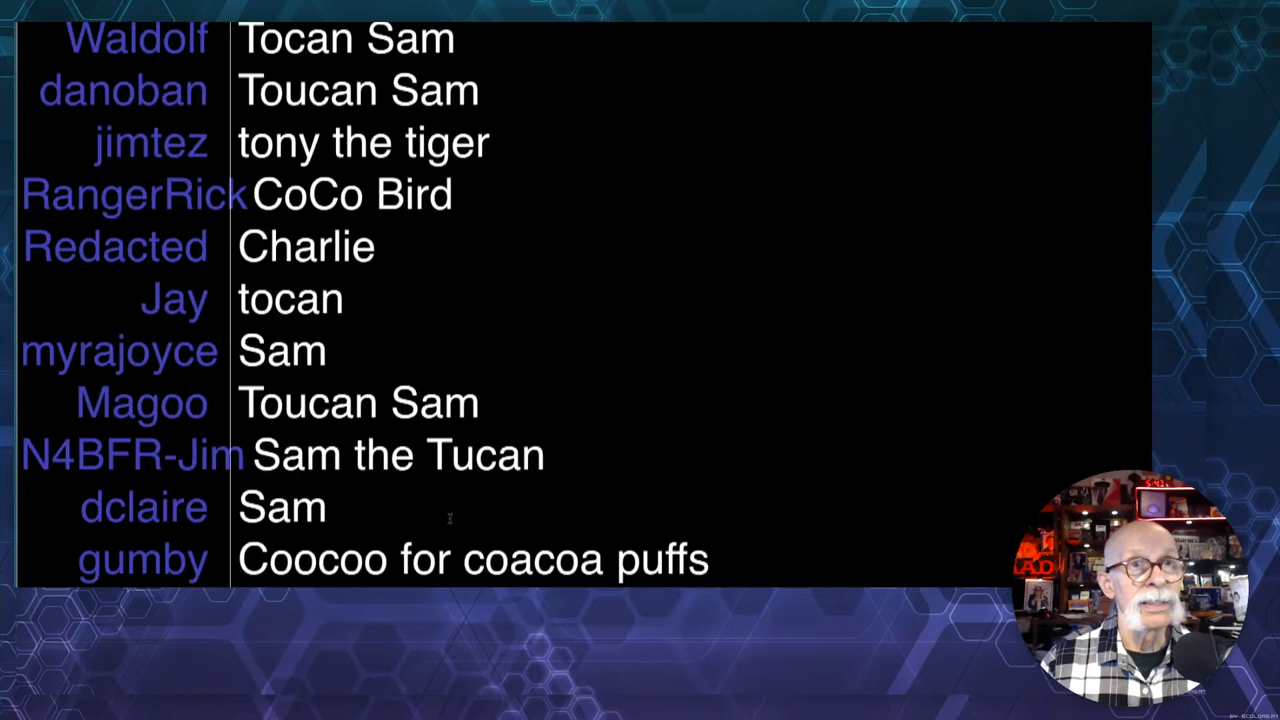 Waldolf Tocan Sam
danoban Toucan Sam
jimtez tony the tiger
RangerRick CoCo Bird
Redacted Charlie
Jay tocan
myrajoyce Sam
Magoo Toucan Sam
N4BFR-Jim Sam the Tucan
dclaire Sam
gumby Coocoo for coacoa puffs